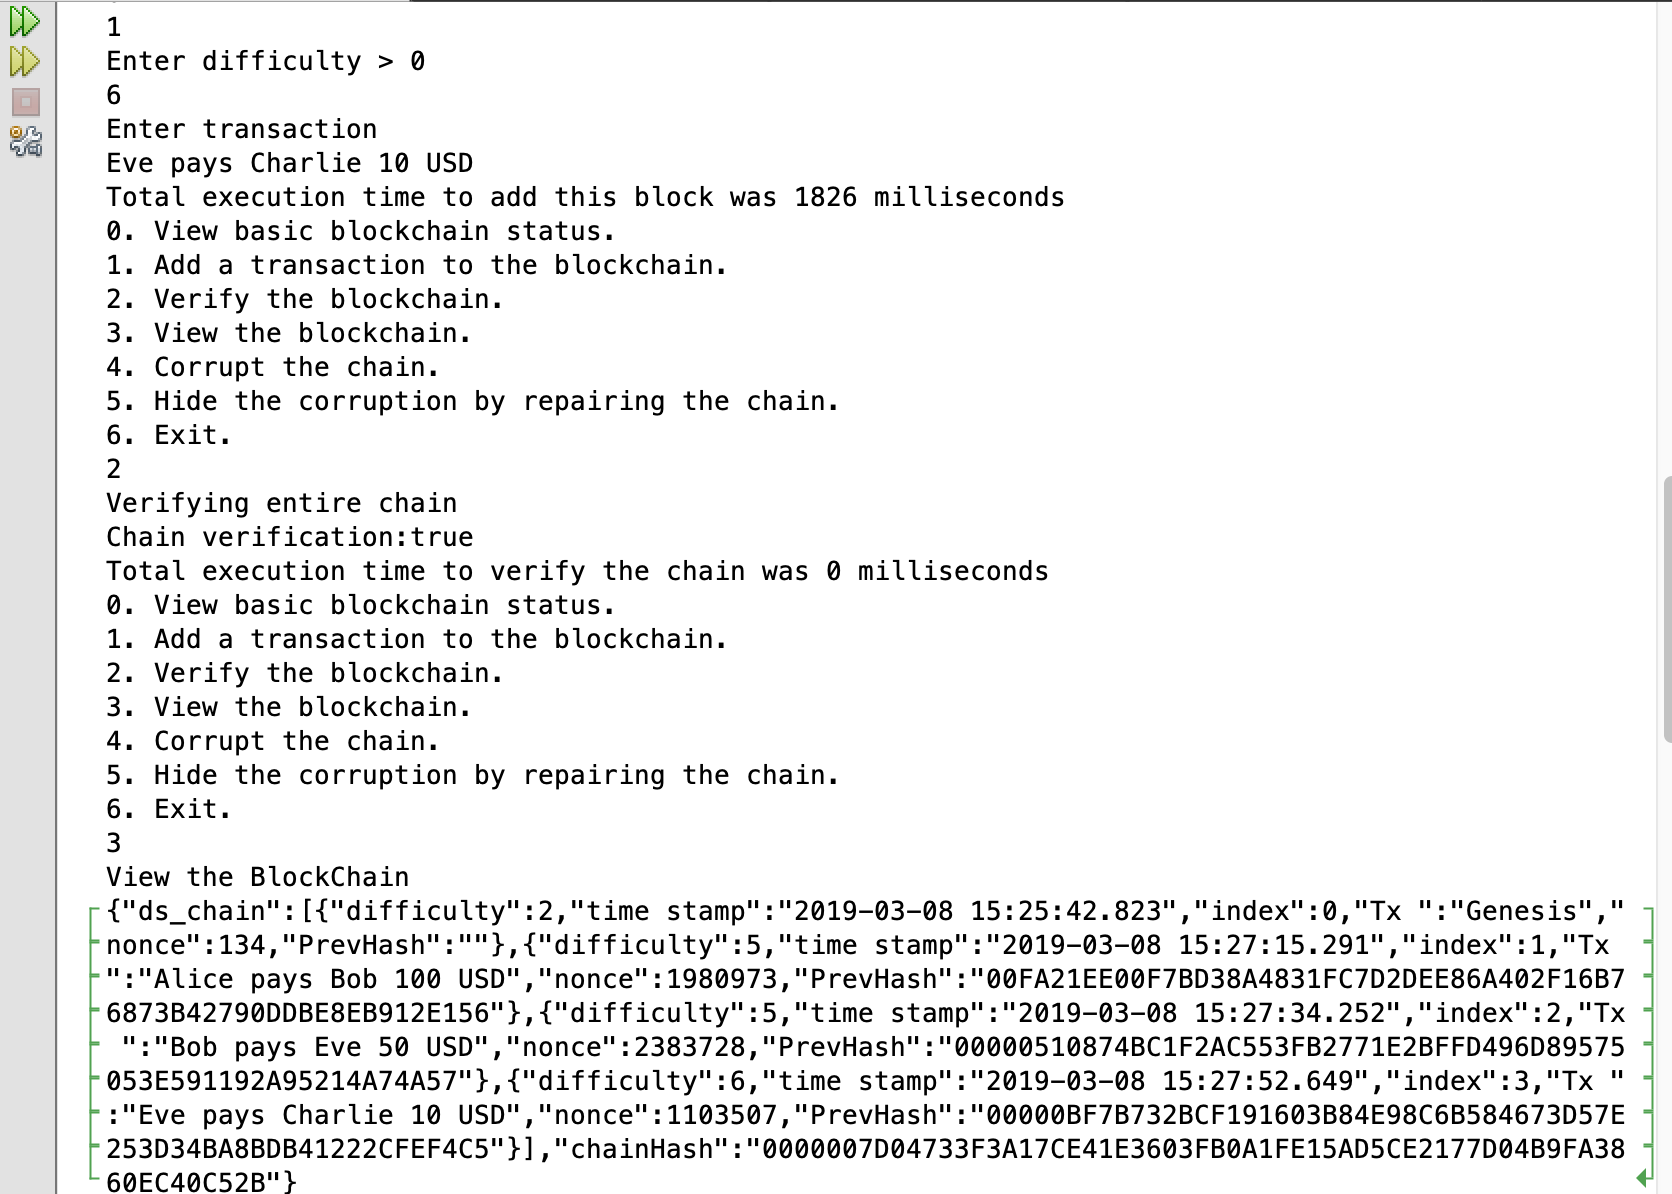 1
Enter difficulty > 0
6
Enter transaction
Eve pays Charlie 10 USD
Total execution time to add this block was 1826 milliseconds
0. View basic blockchain status.
1. Add a transaction to the blockchain.
2. Verify the blockchain.
3. View the blockchain.
4. Corrupt the chain.
5. Hide the corruption by repairing the chain.
6. Exit.
2
Verifying entire chain
Chain verification:true
Total execution time to verify the chain was 0 milliseconds
0. View basic blockchain status.
1. Add a transaction to the blockchain.
2. Verify the blockchain.
3. View the blockchain.
4. Corrupt the chain.
5. Hide the corruption by repairing the chain.
6. Exit.
3
View the BlockChain
{"ds_chain":[{"difficulty":2,"time stamp":"2019-03-08 15:25:42.823","index":0,"Tx ":"Genesis","
nonce":134,"PrevHash":""},{"difficulty":5,"time stamp":"2019-03-08 15:27:15.291","index":1,"Tx
":"Alice pays Bob 100 USD","nonce":1980973,"PrevHash":"00FA21EE00F7BD38A4831FC7D2DEE86A402F16B7
6873B42790DDBE8EB912E156"},{"difficulty":5,"time stamp":"2019-03-08 15:27:34.252","index":2,"Tx
 ":"Bob pays Eve 50 USD","nonce":2383728,"PrevHash":"00000510874BC1F2AC553FB2771E2BFFD496D89575
053E591192A95214A74A57"},{"difficulty":6,"time stamp":"2019-03-08 15:27:52.649","index":3,"Tx "
:"Eve pays Charlie 10 USD","nonce":1103507,"PrevHash":"00000BF7B732BCF191603B84E98C6B584673D57E
253D34BA8BDB41222CFEF4C5"}],"chainHash":"0000007D04733F3A17CE41E3603FB0A1FE15AD5CE2177D04B9FA38
60EC40C52B"}